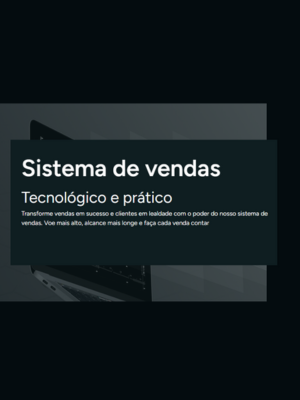 Sistema de vendas
Tecnológico e prático
Transforme vendas em sucesso e clientes em lealdade com o poder do nosso sistema de
vendas. Voe mais alto, alcance mais longe e faça cada venda contar